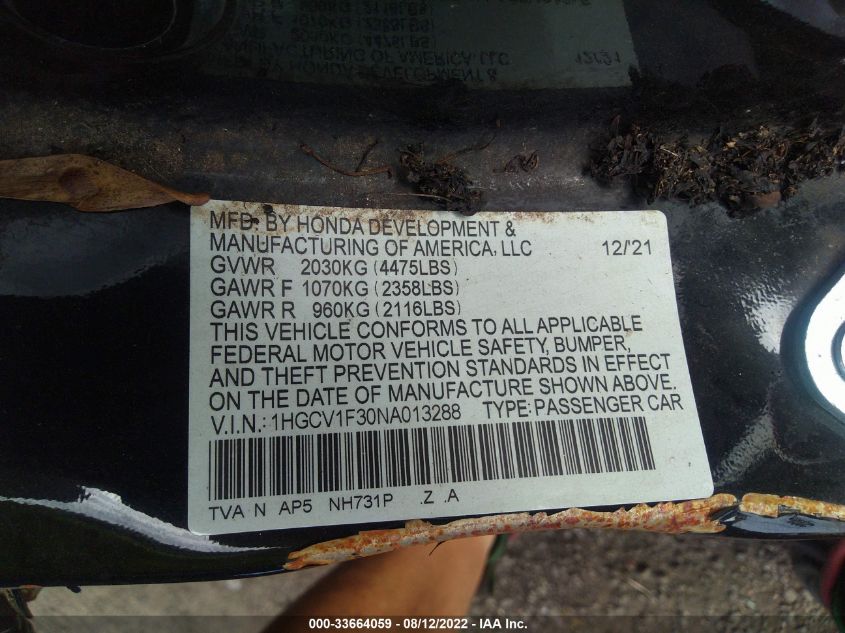 MFD. BY HONDA DEVELOPMENT &
MANUFACTURING OF AMERICA, LLC 12/'21
GVWR 2030KG (4475LBS)
GAWR F 1070KG (2358LBS)
GAWR R 960KG (2116LBS)
THIS VEHICLE CONFORMS TO ALL APPLICABLE
FEDERAL MOTOR VEHICLE SAFETY, BUMPER,
AND THEFT PREVENTION STANDARDS IN EFFECT
ON THE DATE OF MANUFACTURE SHOWN ABOVE.
V.I.N.: 1HGCV1F30NA013288 TYPE: PASSENGER CAR
TVA N AP5 NH731P .Z .A
000-33664059 - 08/12/2022 - IAA Inc.